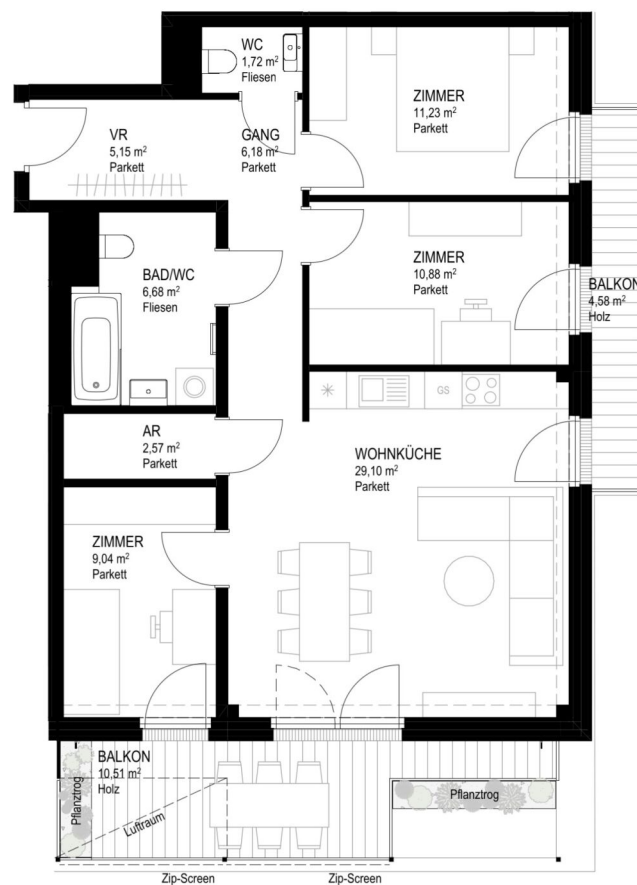 WC
1,72 m²
Fliesen
ZIMMER
11,23 m²
Parkett
VR
5,15 m²
Parkett
GANG
6,18 m²
Parkett
ZIMMER
10,88 m²
Parkett
BAD/WC
6,68 m²
Fliesen
BALKON
4,58 m²
Holz
GS
AR
2,57 m²
Parkett
WOHNKÜCHE
29,10 m²
Parkett
ZIMMER
9,04 m²
Parkett
BALKON
10,51 m²
Holz
Pflanztrog
Luftraum
Pflanztrog
Zip-Screen
Zip-Screen